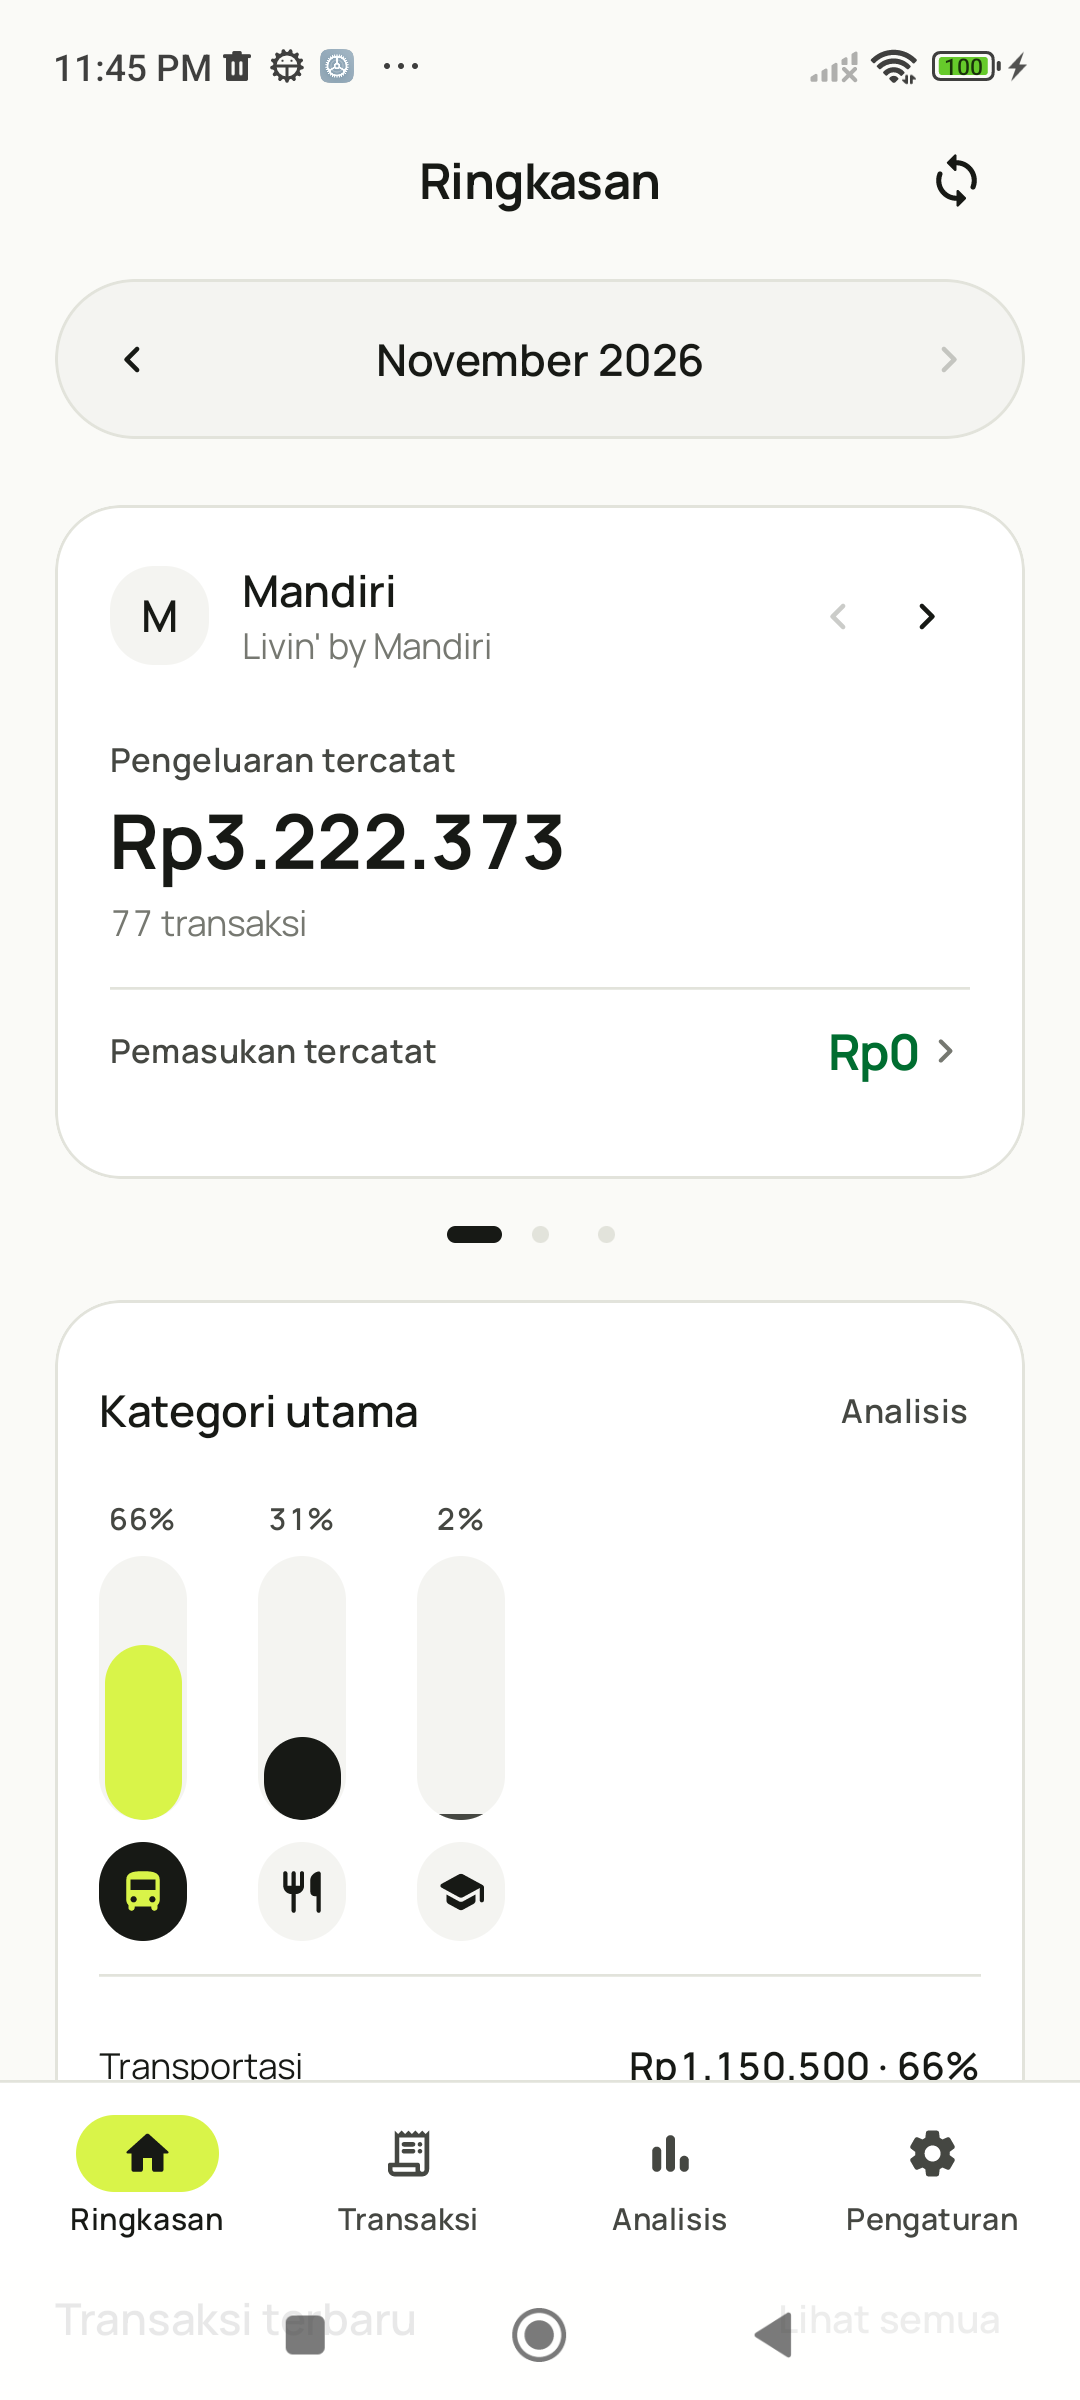 11:45 PM
100
Ringkasan
November 2026
M
Mandiri
Livin' by Mandiri
Pengeluaran tercatat
Rp3.222.373
77 transaksi
Pemasukan tercatat
Rp0
Kategori utama
Analisis
66%
31%
2%
Transportasi
Rp1.150.500 · 66%
Ringkasan
Transaksi
Analisis
Pengaturan
Transaksi terbaru
Lihat semua